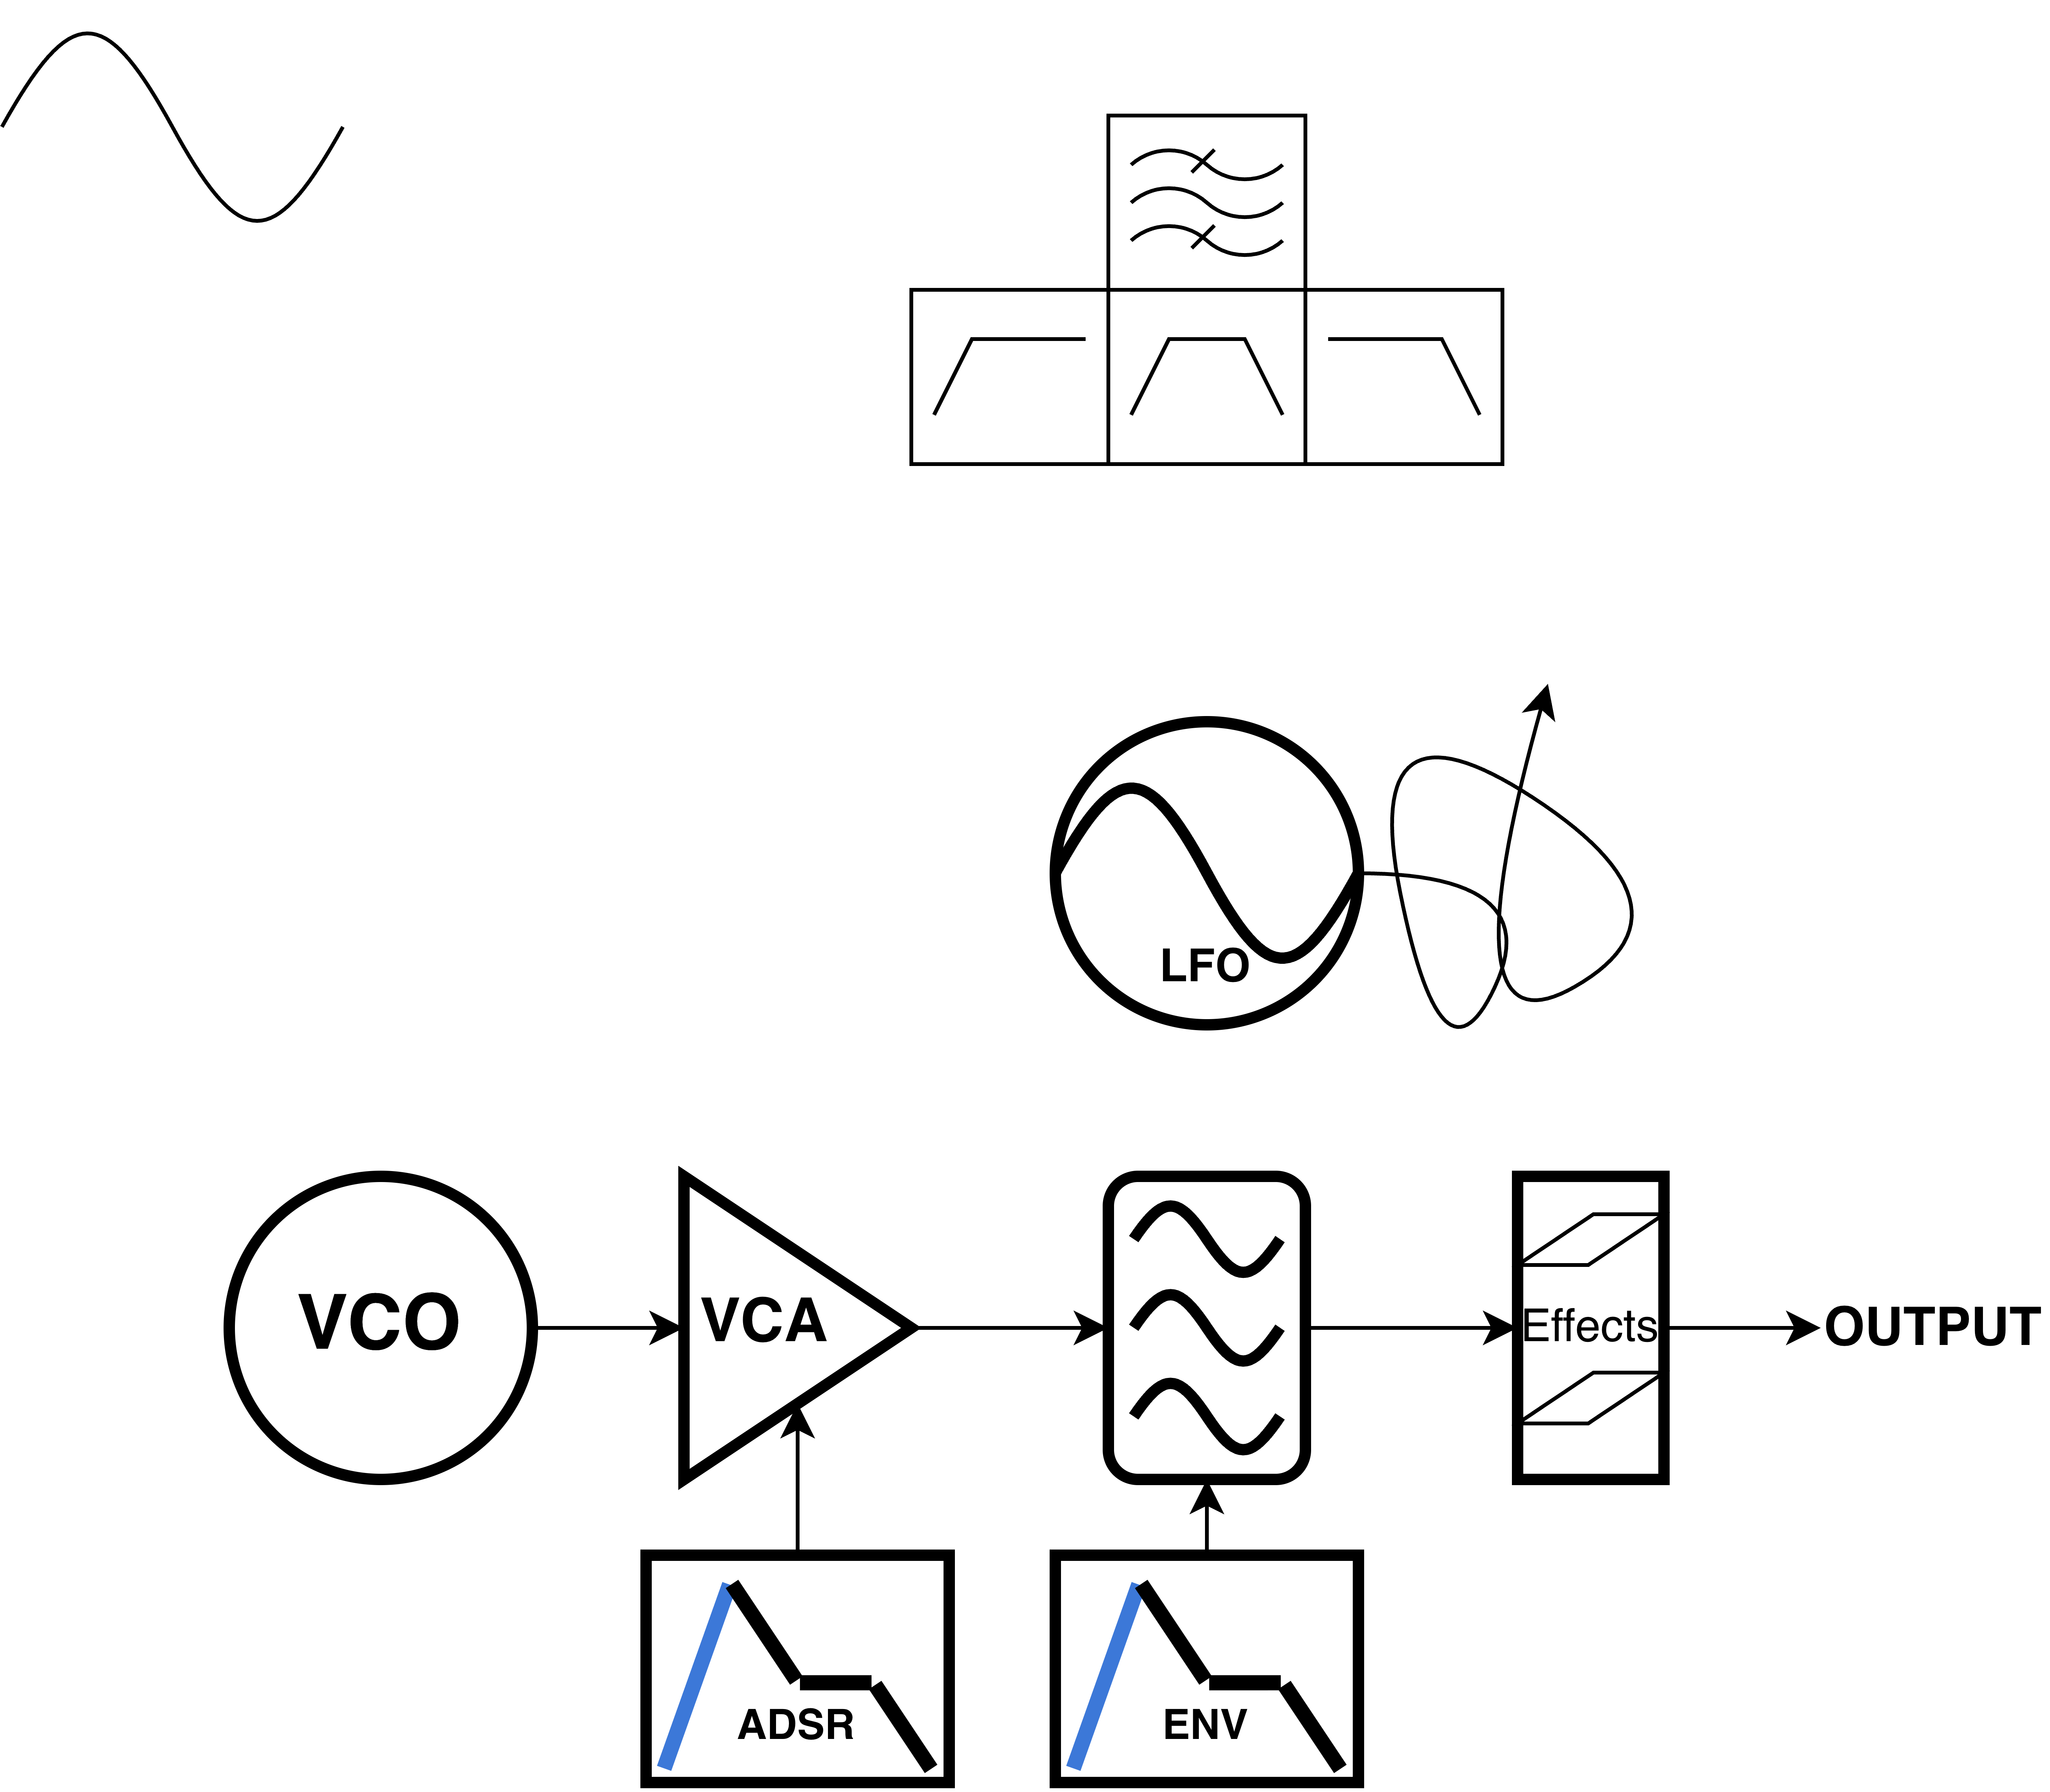 LFO
VCO
VCA
Effects
OUTPUT
ADSR
ENV